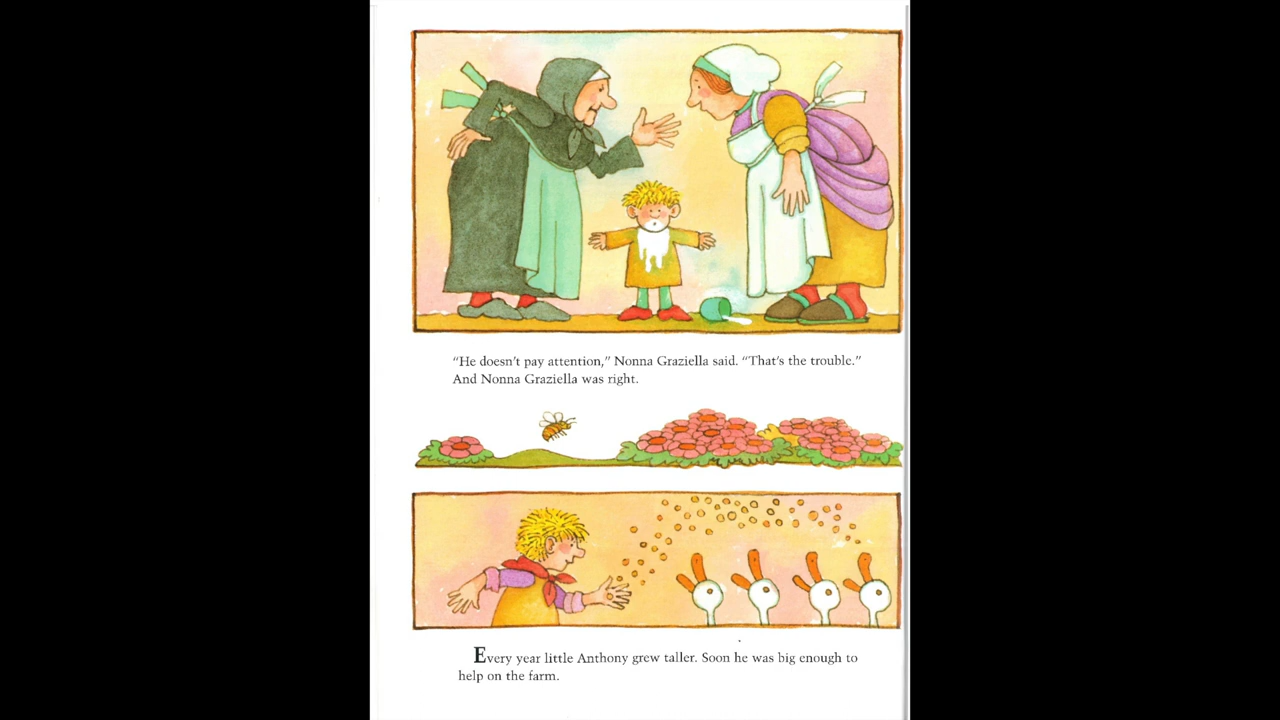 “He doesn’t pay attention,” Nonna Graziella said. “That’s the trouble.”
And Nonna Graziella was right.
Every year little Anthony grew taller. Soon he was big enough to
help on the farm.